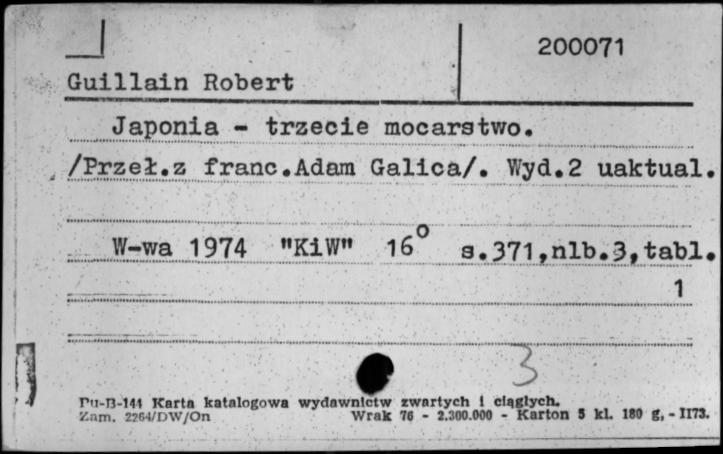 200071
Guillain Robert
Japonia - trzecie mocarstwo.
/Przeł.z franc.Adam Galica/. Wyd.2 uaktual.
W-wa 1974 "KiW" 16° s.371,nlb.3,tabl.
1
3
Pu-B-144 Karta katalogowa wydawnictw zwartych i ciągłych.
Zam. 2264/DW/On Wrak 76 - 2.300.000 - Karton 5 kl. 180 g, - II73.